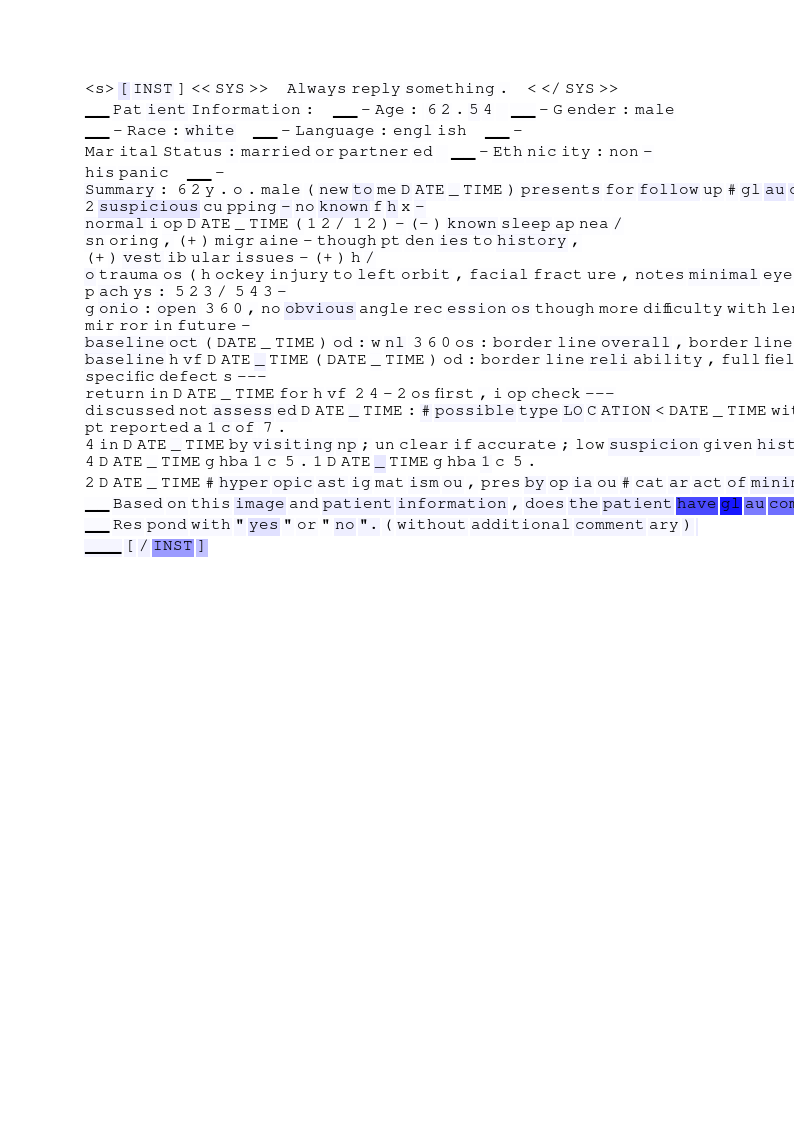 <s> [ INST ] << SYS >> Always reply something . < </ SYS >>
___ Pat ient Information : ___ – Age : 6 2 . 5 4 ___ – G ender : male
___ – Race : white ___ – Language : engl ish ___ –
Mar ital Status : married or partner ed ___ – Eth nic ity : non –
his panic ___ –
Summary : 6 2 y . o . male ( new to me D ATE _ TIME ) presents for follow up # gl au
2 suspicious cu pping – no known f h x –
normal i op D ATE _ TIME ( 1 2 / 1 2 ) – (–) known sleep ap nea /
sn oring , (+) migr aine – though pt den ies to history ,
(+) vest ib ular issues – (+) h /
o trauma os ( h ockey injury to left orbit , facial fract ure , notes minimal eye
p ach ys : 5 2 3 / 5 4 3 –
g onio : open 3 6 0 , no obvious angle rec ession os though more difficulty with len
mir ror in future –
baseline oct ( DATE _ TIME ) od : w nl 3 6 0 os : border line overall , border line
baseline h vf D ATE _ TIME ( DATE _ TIME ) od : border line reli ability , full fiel
specific defect s –––
return in D ATE _ TIME for h vf 2 4 – 2 os first , i op check –––
discussed not assess ed D ATE _ TIME : # possible type LO C ATION < DATE _ TIME wit
pt reported a 1 c of 7 .
4 in D ATE _ TIME by visiting np ; un clear if accurate ; low suspicion given hist
4 D ATE _ TIME g hba 1 c 5 . 1 D ATE _ TIME g hba 1 c 5 .
2 D ATE _ TIME # hyper opic ast ig mat ism ou , pres by op ia ou # cat ar act of minin
___ Based on this image and patient information , does the patient have gl au com
___ Res pond with " yes " or " no ". ( without additional comment ary )
____ [ / INST ]